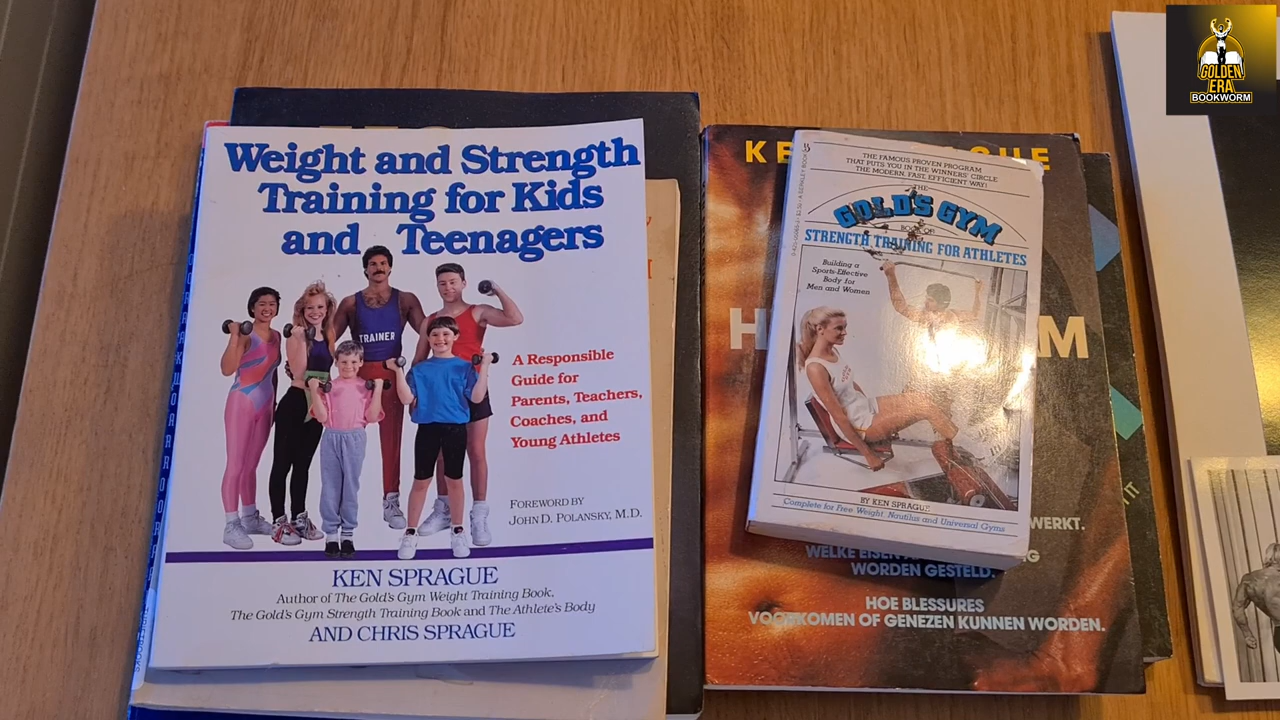 Weight and Strength
Training for Kids
and Teenagers
TRAINER
A Responsible
Guide for
Parents, Teachers,
Coaches, and
Young Athletes
FOREWORD BY
JOHN D. POLANSKY, M.D.
KEN SPRAGUE
Author of The Gold's Gym Weight Training Book,
The Gold's Gym Strength Training Book and The Athlete's Body
AND CHRIS SPRAGUE
THE FAMOUS PROVEN PROGRAM
THAT PUTS YOU IN THE WINNERS' CIRCLE
THE MODERN, FAST, EFFICIENT WAY!
THE
GOLD'S GYM
BOOK OF
STRENGTH TRAINING FOR ATHLETES
Building a
Sports-Effective
Body for
Men and Women
BY KEN SPRAGUE
Complete for Free Weight, Nautilus and Universal Gyms
KE
GUE
H
M
WERKT.
WELKE EISEN
WORDEN GESTELD.
HOE BLESSURES
VOORKOMEN OF GENEZEN KUNNEN WORDEN.
IT
GOLDEN
ERA
BOOKWORM